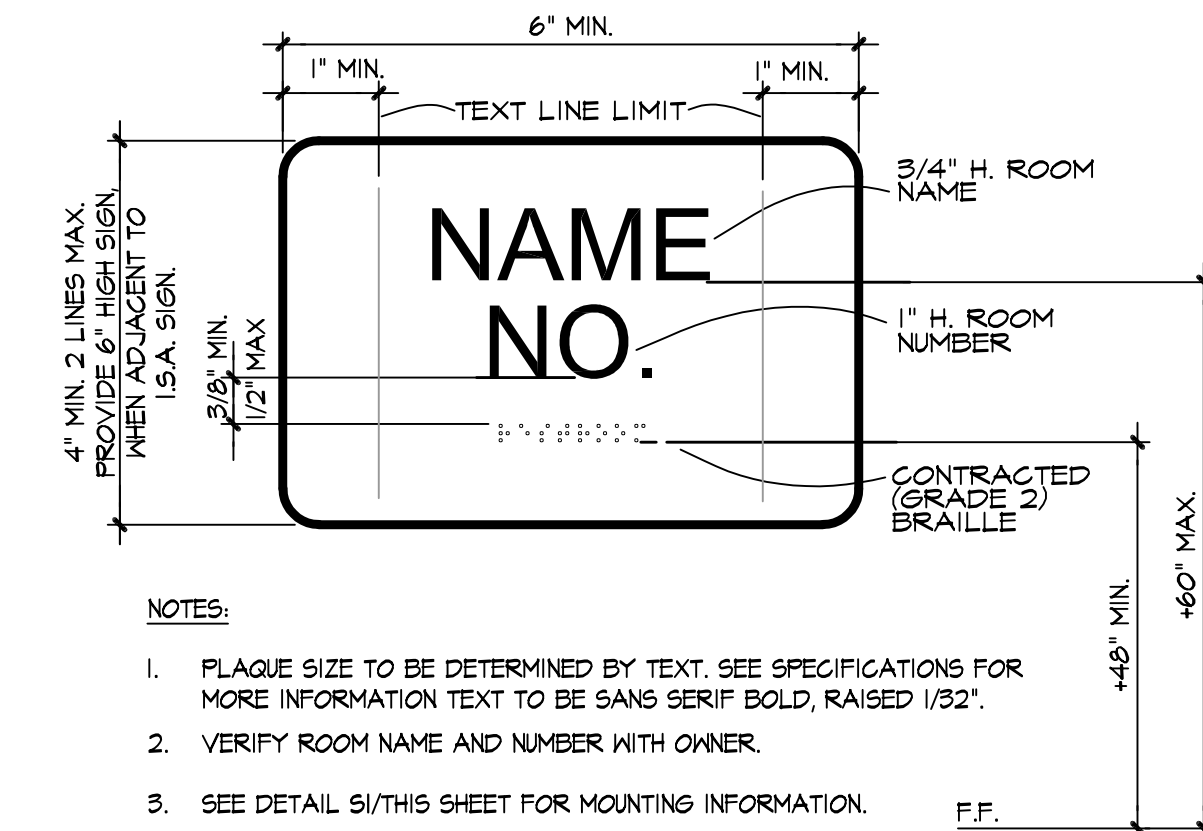 6" MIN.
1" MIN.
1" MIN.
TEXT LINE LIMIT
3/4" H. ROOM
NAME
NAME
NO.
1" H. ROOM
NUMBER
4" MIN. 2 LINES MAX.
PROVIDE 6" HIGH SIGN,
WHEN ADJACENT TO
I.S.A. SIGN.
3/8" MIN.
1/2" MAX
CONTRACTED
(GRADE 2)
BRAILLE
+48" MIN.
+60" MAX.
F.F.
NOTES:
1. PLAQUE SIZE TO BE DETERMINED BY TEXT. SEE SPECIFICATIONS FOR
MORE INFORMATION TEXT TO BE SANS SERIF BOLD, RAISED 1/32".
2. VERIFY ROOM NAME AND NUMBER WITH OWNER.
3. SEE DETAIL S1/THIS SHEET FOR MOUNTING INFORMATION.